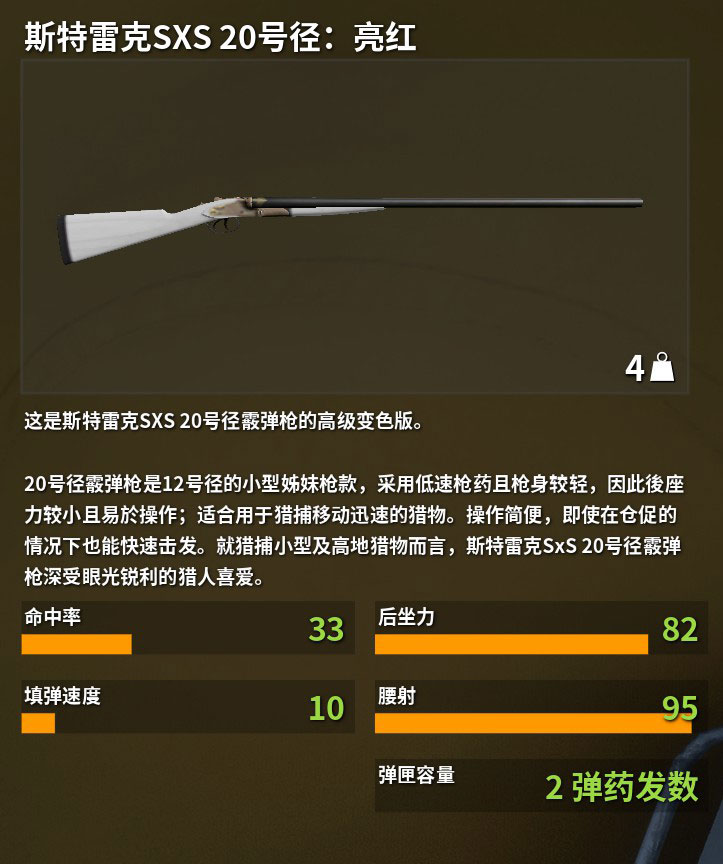 斯特雷克SXS 20号径：亮红
4
这是斯特雷克SXS 20号径霰弹枪的高级变色版。
20号径霰弹枪是12号径的小型姊妹枪款，采用低速枪药且枪身较轻，因此後座
力较小且易於操作；适合用于猎捕移动迅速的猎物。操作简便，即使在仓促的
情况下也能快速击发。就猎捕小型及高地猎物而言，斯特雷克SxS 20号径霰弹
枪深受眼光锐利的猎人喜爱。
命中率 33
后坐力 82
填弹速度 10
腰射 95
弹匣容量 2 弹药发数